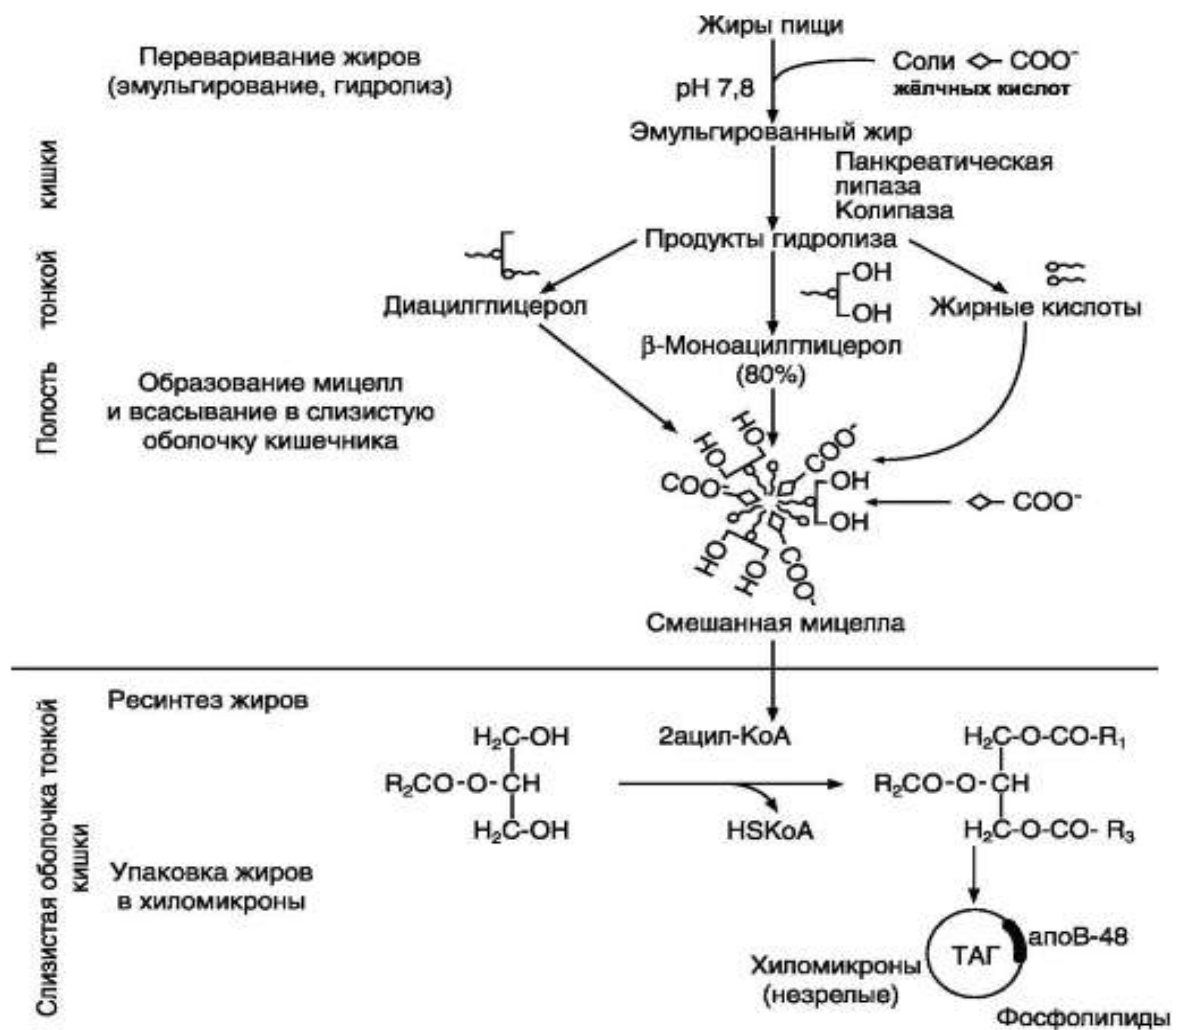 Жиры пищи
Переваривание жиров
(эмульгирование, гидролиз)
Соли COO⁻
жёлчных кислот
pH 7,8
Эмульгированный жир
Панкреатическая
липаза
Колипаза
Продукты гидролиза
OH
OH
Диацилглицерол
Жирные кислоты
β-Моноацилглицерол
(80%)
Полость тонкой кишки
Образование мицелл
и всасывание в слизистую
оболочку кишечника
HO
HO
COO⁻
COO⁻
OH
OH
COO⁻
HO
HO
COO⁻
Смешанная мицелла
Ресинтез жиров
H₂C-OH
R₂CO-O-CH
H₂C-OH
2ацил-КоА
HSКоА
H₂C-O-CO-R₁
R₂CO-O-CH
H₂C-O-CO- R₃
Слизистая оболочка тонкой
кишки
Упаковка жиров
в хиломикроны
ТАГ
апоВ-48
Хиломикроны
(незрелые)
Фосфолипиды